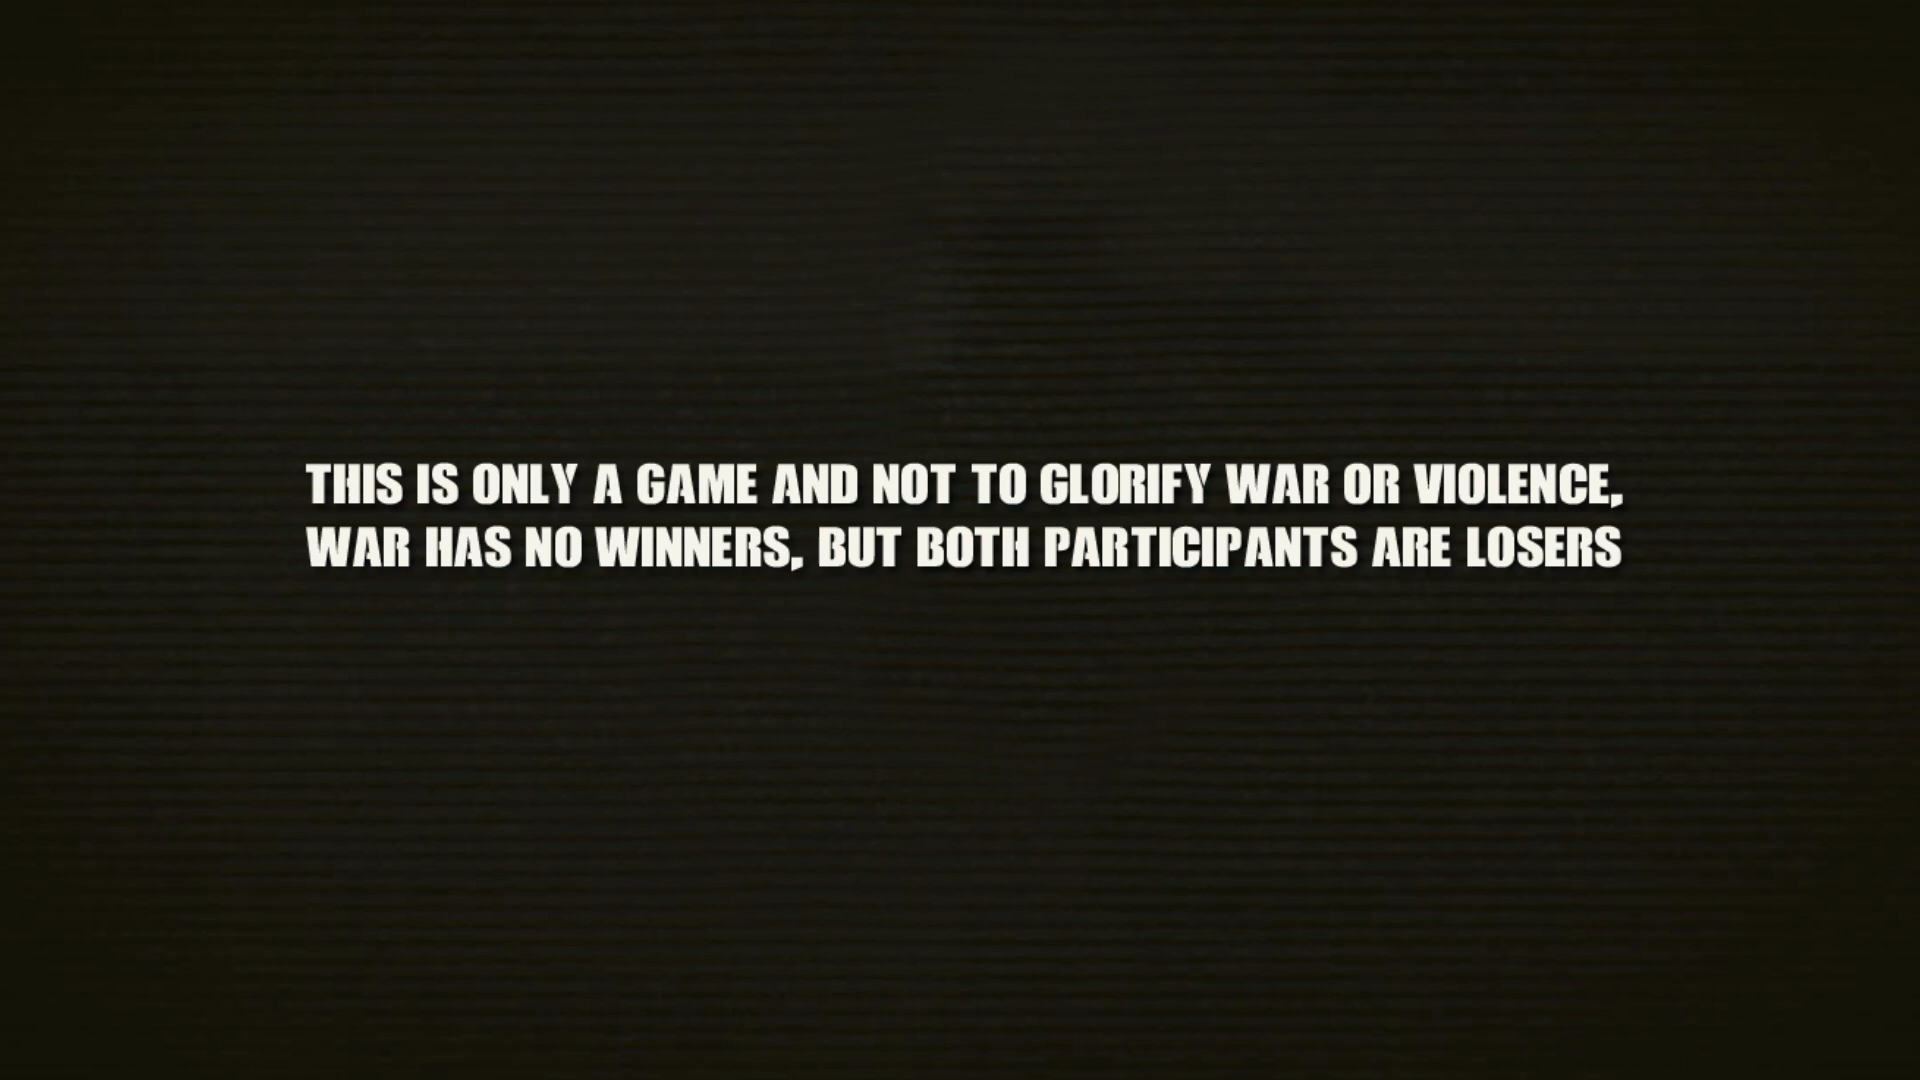 THIS IS ONLY A GAME AND NOT TO GLORIFY WAR OR VIOLENCE,
WAR HAS NO WINNERS, BUT BOTH PARTICIPANTS ARE LOSERS